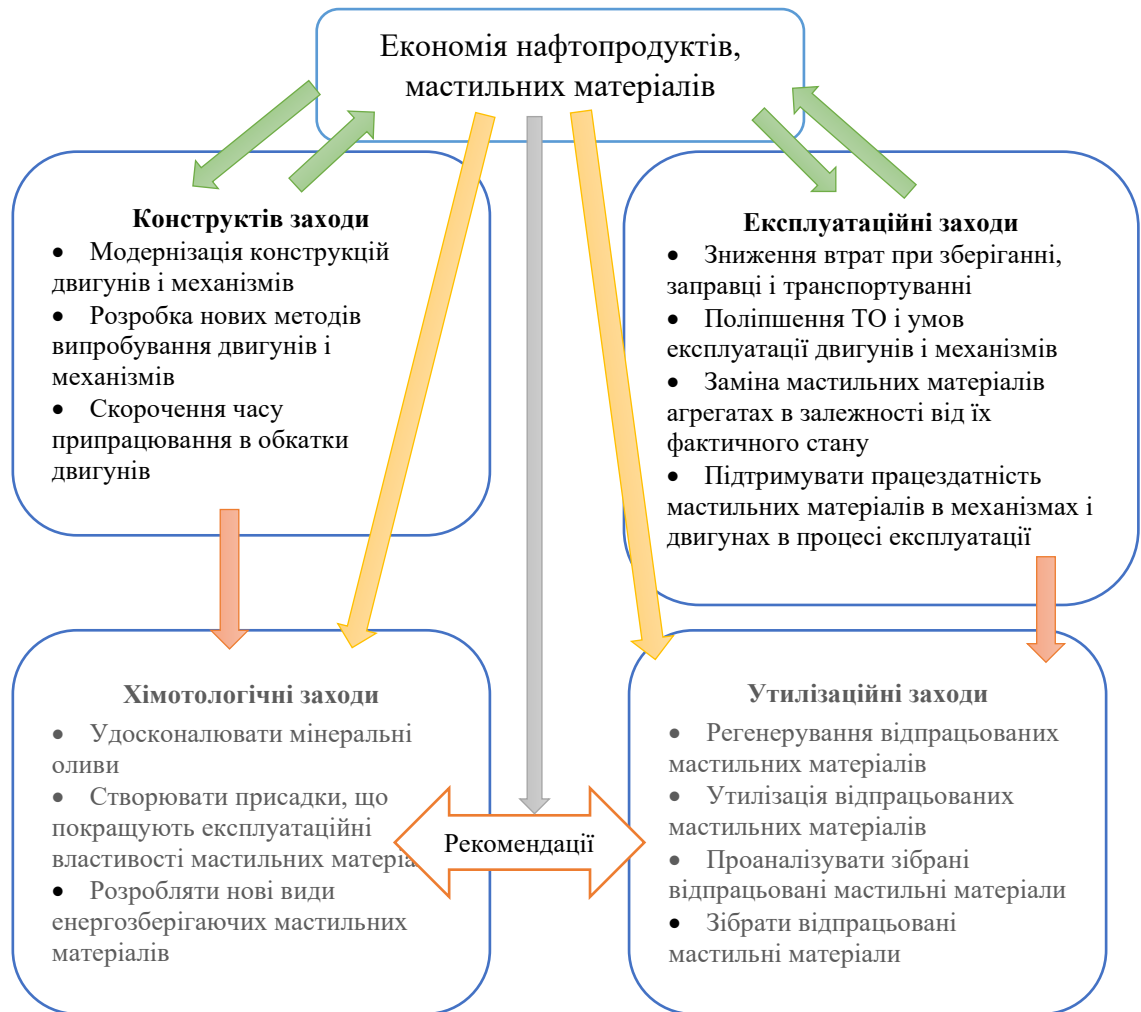 Економія нафтопродуктів,
мастильних матеріалів
Конструктів заходи
• Модернізація конструкцій
двигунів і механізмів
• Розробка нових методів
випробування двигунів і
механізмів
• Скорочення часу
припрацювання в обкатки
двигунів
Експлуатаційні заходи
• Зниження втрат при зберіганні,
заправці і транспортуванні
• Поліпшення ТО і умов
експлуатації двигунів і механізмів
• Заміна мастильних матеріалів
агрегатах в залежності від їх
фактичного стану
• Підтримувати працездатність
мастильних матеріалів в механізмах і
двигунах в процесі експлуатації
Хімотологічні заходи
• Удосконалювати мінеральні
оливи
• Створювати присадки, що
покращують експлуатаційні
властивості мастильних матеріа
• Розробляти нові види
енергозберігаючих мастильних
матеріалів
Рекомендації
Утилізаційні заходи
• Регенерування відпрацьованих
мастильних матеріалів
• Утилізація відпрацьованих
мастильних матеріалів
• Проаналізувати зібрані
відпрацьовані мастильні матеріали
• Зібрати відпрацьовані
мастильні матеріали